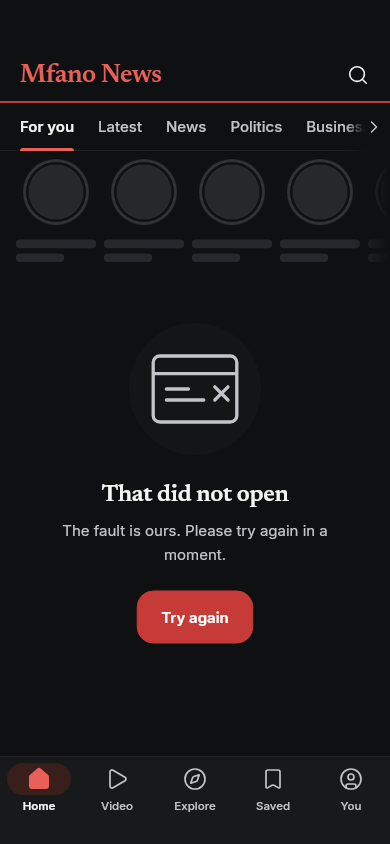 Mfano News
For you
Latest
News
Politics
Busines
That did not open
The fault is ours. Please try again in a
moment.
Try again
Home
Video
Explore
Saved
You